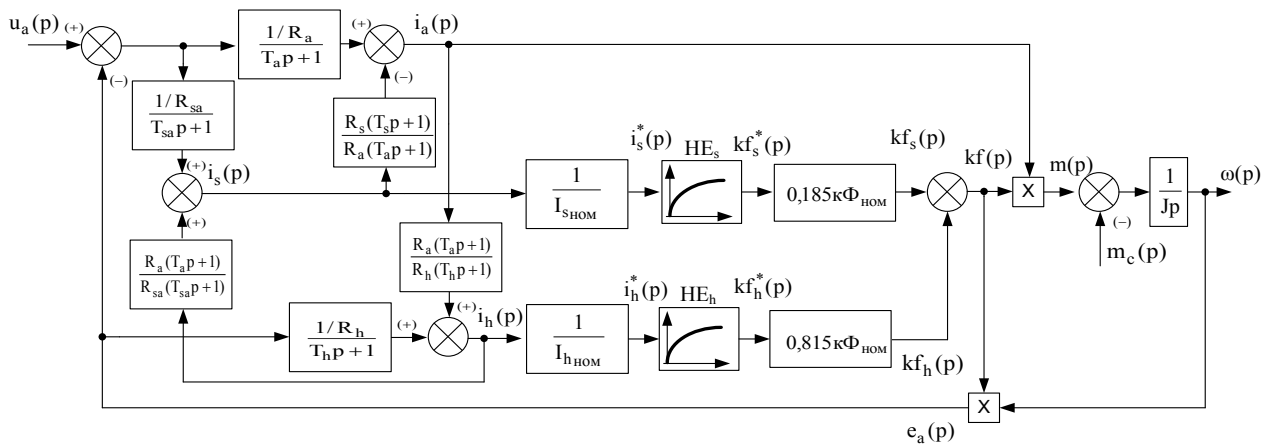 u_a(p)
(+)
(–)
1/R_a
T_a p+1
(+)
(–)
i_a(p)
1/R_sa
T_sa p+1
R_s(T_s p+1)
R_a(T_a p+1)
(+)
i_s(p)
(+)
1
I_sном
i_s*(p)
HE_s
kf_s*(p)
0,185кФ_ном
kf_s(p)
kf(p)
X
m(p)
(–)
m_c(p)
1
Jp
ω(p)
R_a(T_a p+1)
R_sa(T_sa p+1)
R_a(T_a p+1)
R_h(T_h p+1)
1/R_h
T_h p+1
(+)
(+)
i_h(p)
1
I_hном
i_h*(p)
HE_h
kf_h*(p)
0,815кФ_ном
kf_h(p)
X
e_a(p)